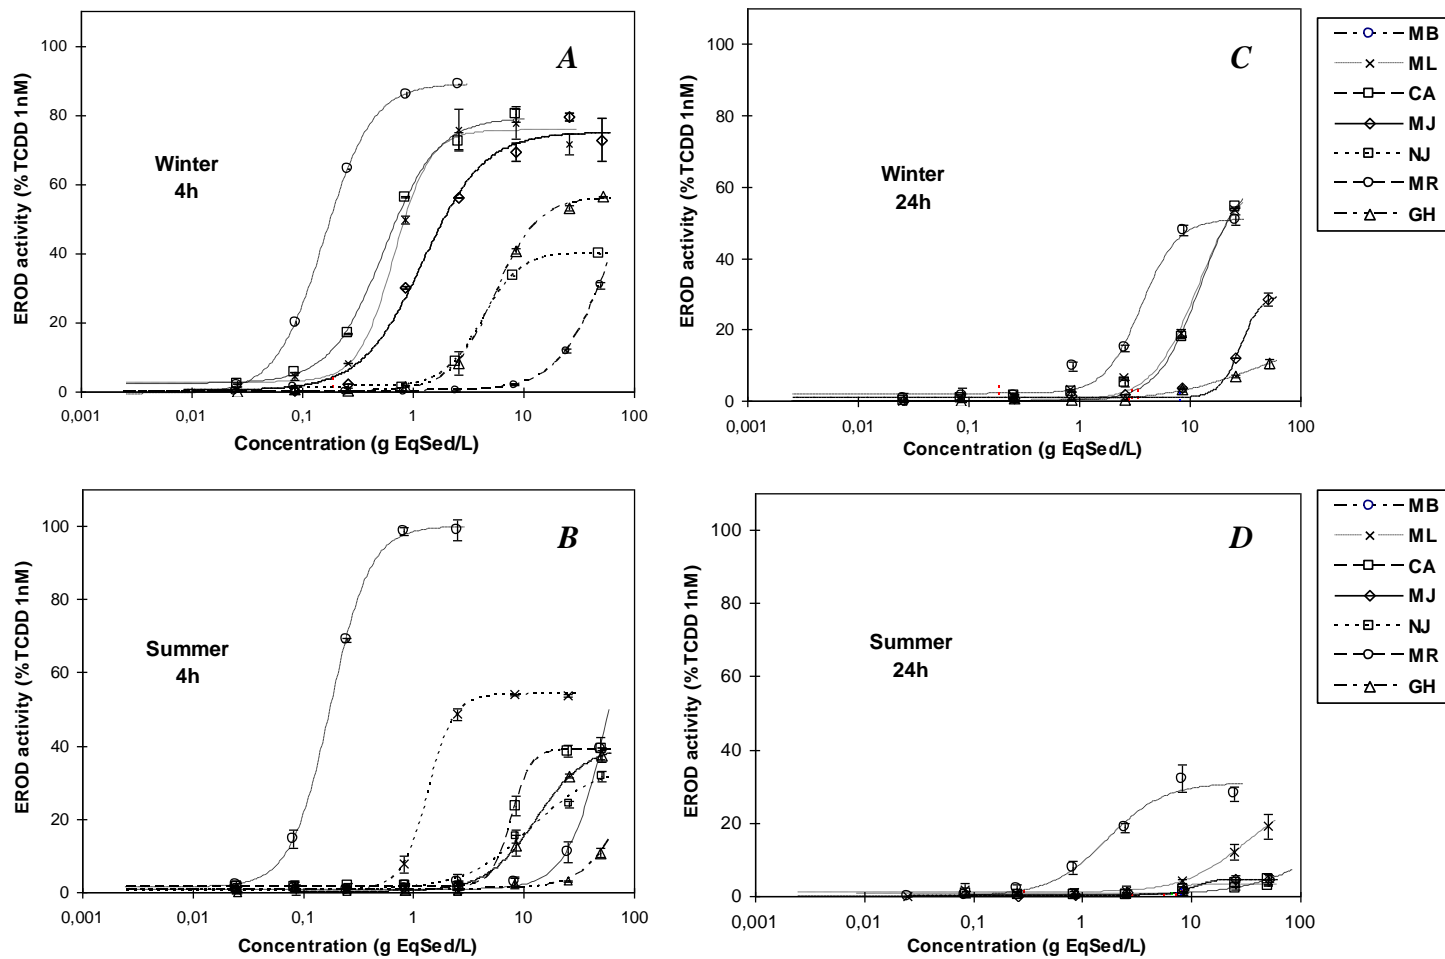 A
Winter
4h
EROD activity (%TCDD 1nM)
100
80
60
40
20
0
0,001
0,01
0,1
1
10
100
Concentration (g EqSed/L)
C
Winter
24h
EROD activity (%TCDD 1nM)
100
80
60
40
20
0
0,001
0,01
0,1
1
10
100
Concentration (g EqSed/L)
MB
ML
CA
MJ
NJ
MR
GH
B
Summer
4h
EROD activity (%TCDD 1nM)
100
80
60
40
20
0
0,001
0,01
0,1
1
10
100
Concentration (g EqSed/L)
D
Summer
24h
EROD activity (%TCDD 1nM)
100
80
60
40
20
0
0,001
0,01
0,1
1
10
100
Concentration (g EqSed/L)
MB
ML
CA
MJ
NJ
MR
GH